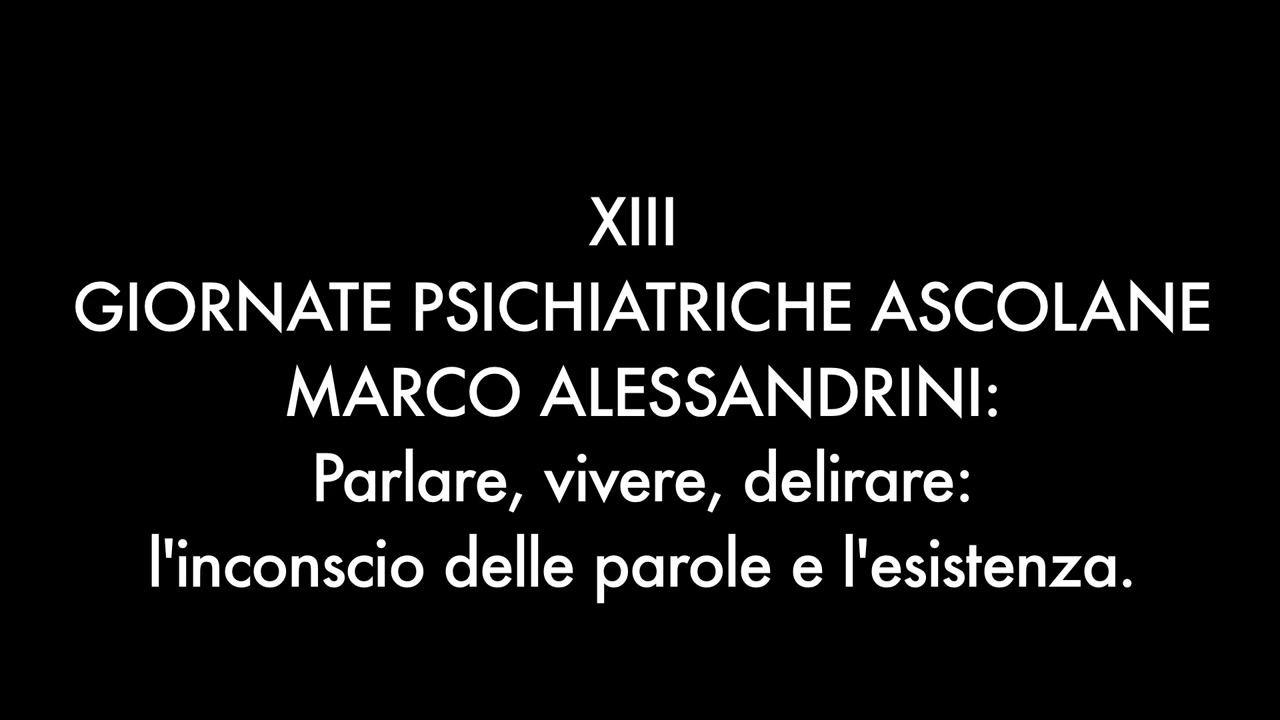 XIII
GIORNATE PSICHIATRICHE ASCOLANE
MARCO ALESSANDRINI:
Parlare, vivere, delirare:
l'inconscio delle parole e l'esistenza.